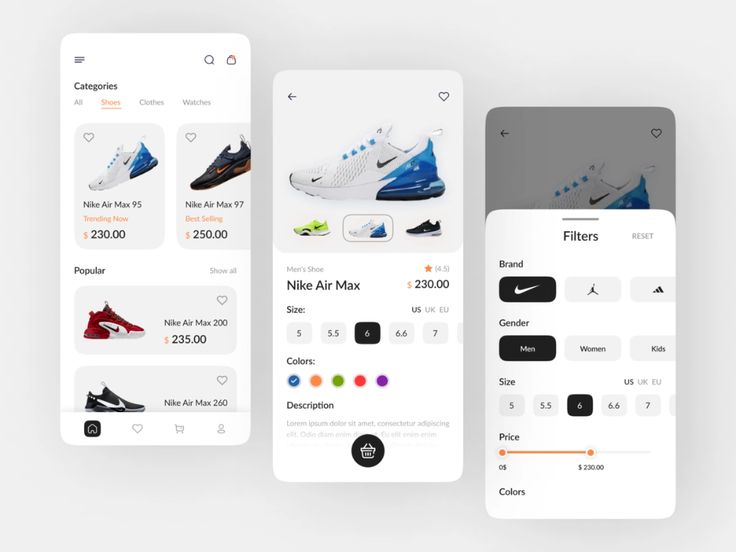 Categories
All Shoes Clothes Watches
Nike Air Max 95
Trending Now
$ 230.00
Nike Air Max 97
Best Selling
$ 250.00
Popular Show all
Nike Air Max 200
$ 235.00
Nike Air Max 260
Men's Shoe (4.5)
Nike Air Max $ 230.00
Size: US UK EU
5 5.5 6 6.6 7
Colors:
Description
Lorem ipsum dolor sit amet, consectetur adipiscing
elit. Odio diam enim
Filters RESET
Brand
Gender
Men Women Kids
Size US UK EU
5 5.5 6 6.6 7
Price
0$ $ 230.00
Colors